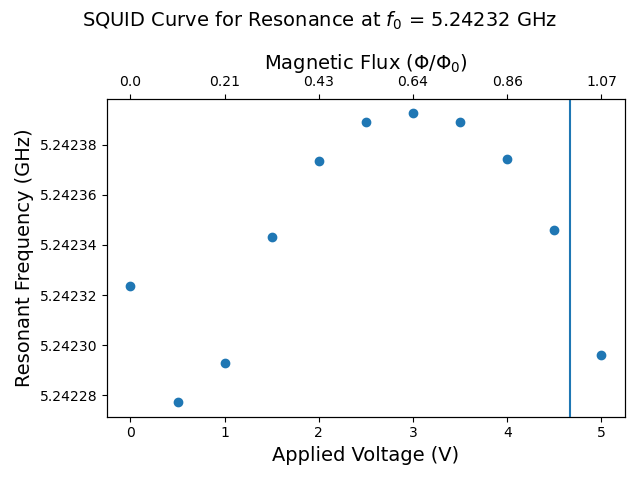 SQUID Curve for Resonance at f₀ = 5.24232 GHz
Magnetic Flux (Φ/Φ₀)
0.0 0.21 0.43 0.64 0.86 1.07
Resonant Frequency (GHz)
5.24238
5.24236
5.24234
5.24232
5.24230
5.24228
0 1 2 3 4 5
Applied Voltage (V)